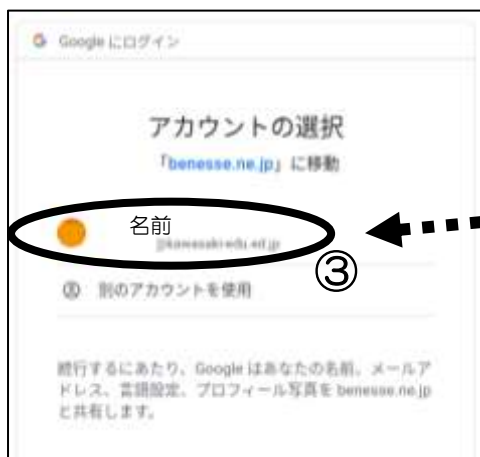 Google にログイン
アカウントの選択
「benesse.ne.jp」に移動
名前
@kawasaki-edu.ed.jp
③
別のアカウントを使用
続行するにあたり、Google はあなたの名前、メールア
ドレス、言語設定、プロフィール写真を benesse.ne.jp
と共有します。